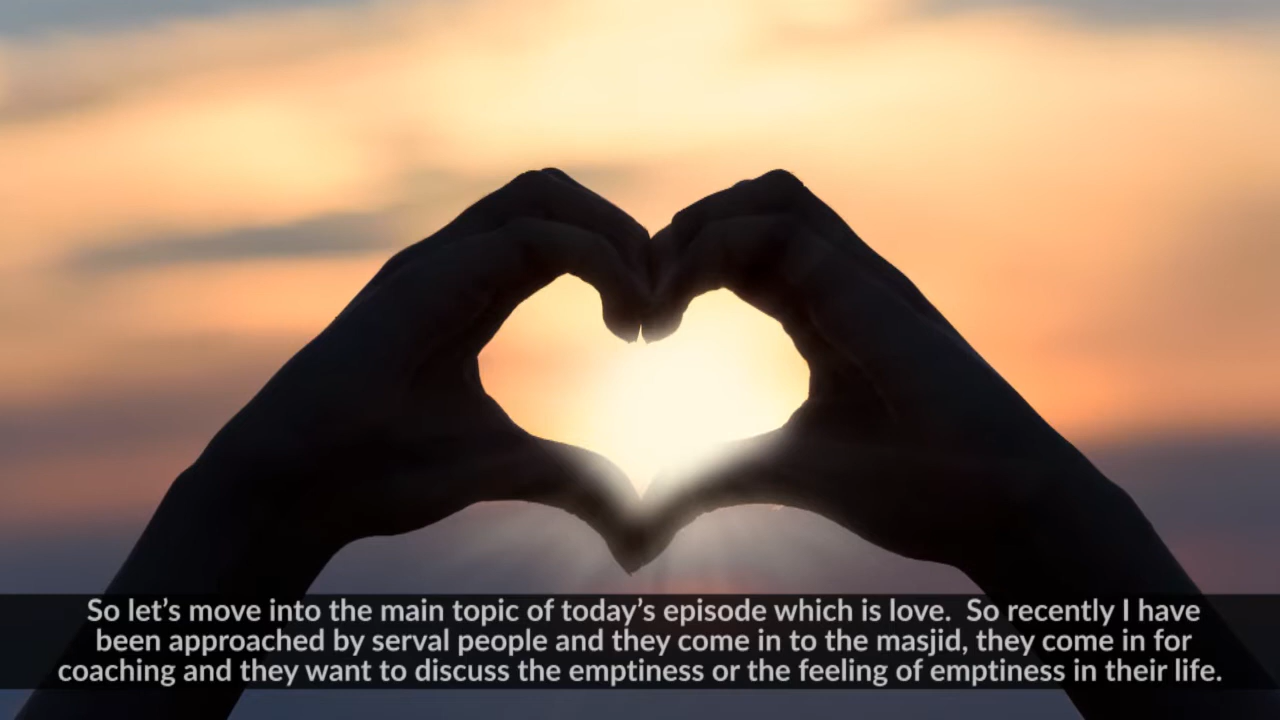 So let’s move into the main topic of today’s episode which is love.  So recently I have
been approached by serval people and they come in to the masjid, they come in for
coaching and they want to discuss the emptiness or the feeling of emptiness in their life.